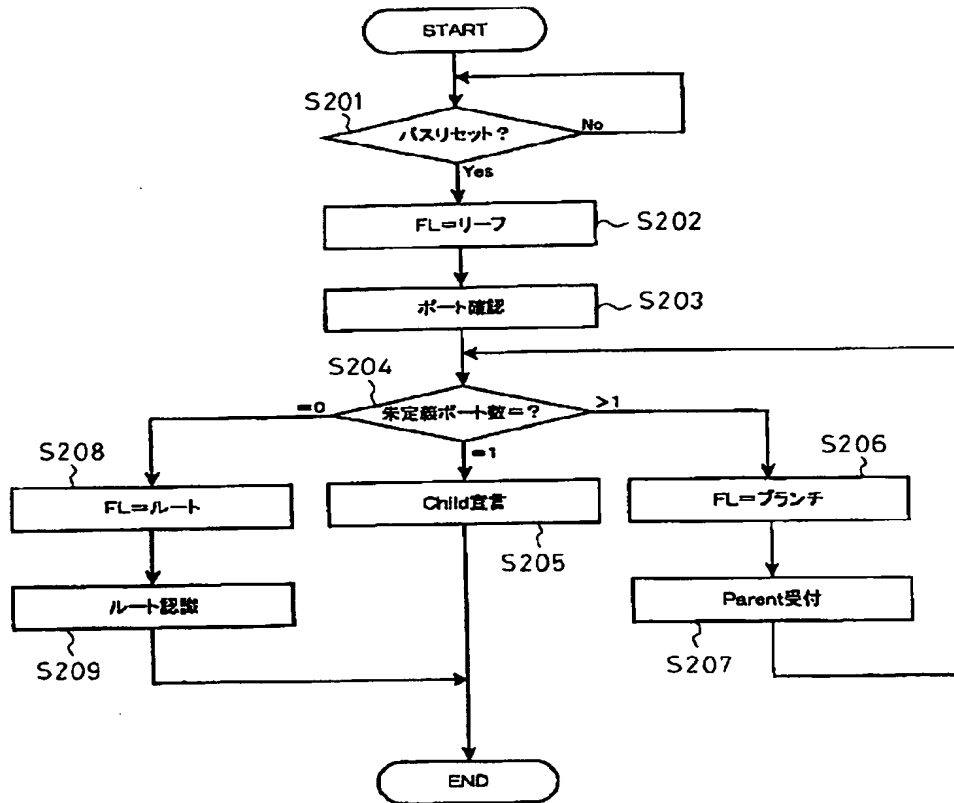 START
S201
バスリセット？
No
Yes
FL＝リーフ
S202
ポート確認
S203
S204
＝0
未定義ポート数＝？
>1
＝1
S208
S206
FL＝ルート
Child宣言
FL＝ブランチ
S205
ルート認識
Parent受付
S209
S207
END